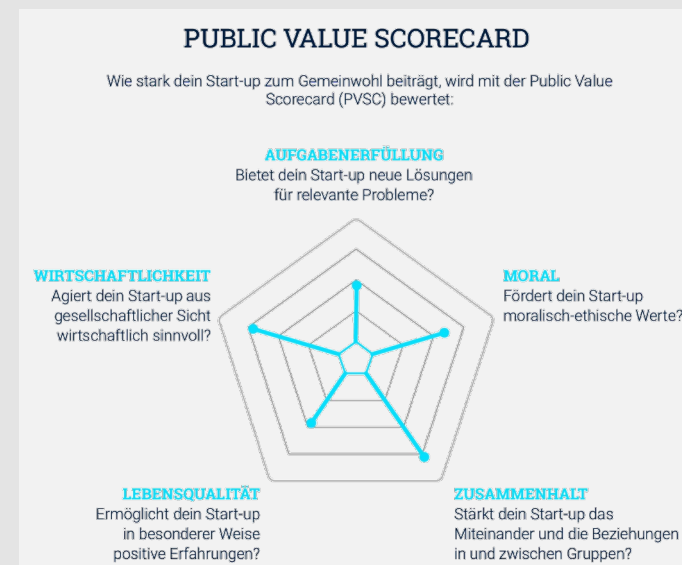 PUBLIC VALUE SCORECARD
Wie stark dein Start-up zum Gemeinwohl beiträgt, wird mit der Public Value
Scorecard (PVSC) bewertet:
AUFGABENERFÜLLUNG
Bietet dein Start-up neue Lösungen
für relevante Probleme?
WIRTSCHAFTLICHKEIT
Agiert dein Start-up aus
gesellschaftlicher Sicht
wirtschaftlich sinnvoll?
MORAL
Fördert dein Start-up
moralisch-ethische Werte?
LEBENSQUALITÄT
Ermöglicht dein Start-up
in besonderer Weise
positive Erfahrungen?
ZUSAMMENHALT
Stärkt dein Start-up das
Miteinander und die Beziehungen
in und zwischen Gruppen?